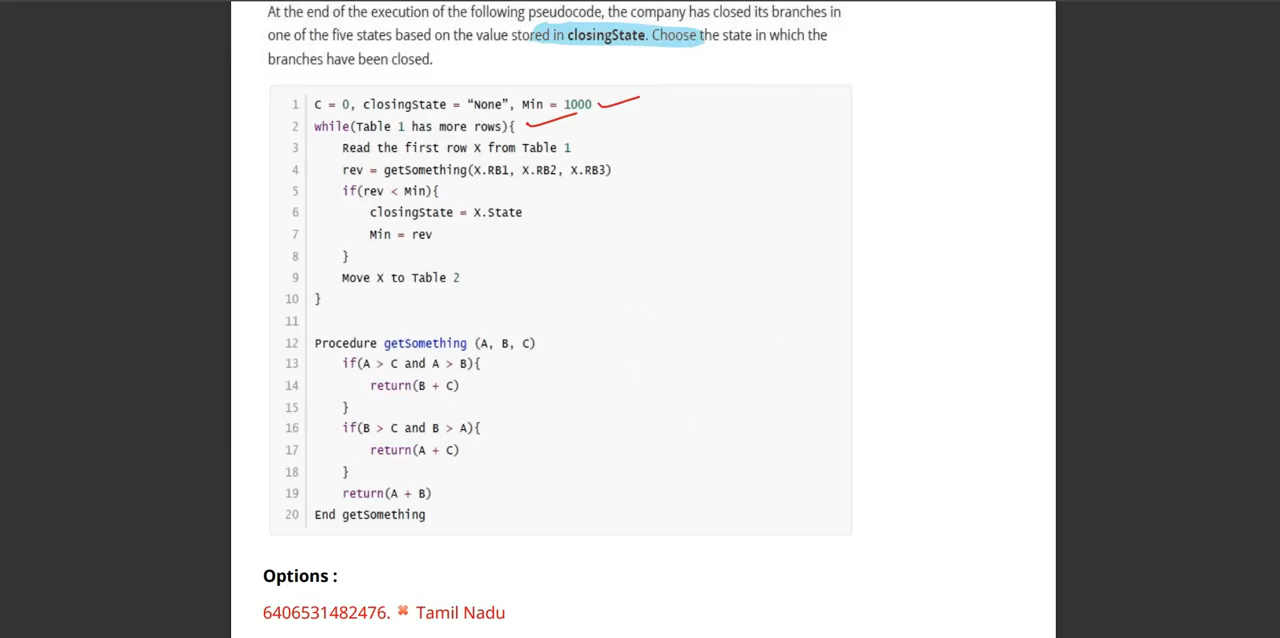 At the end of the execution of the following pseudocode, the company has closed its branches in
one of the five states based on the value stored in closingState. Choose the state in which the
branches have been closed.
1 C = 0, closingState = “None”, Min = 1000
2 while(Table 1 has more rows){
3 Read the first row X from Table 1
4 rev = getSomething(X.RB1, X.RB2, X.RB3)
5 if(rev < Min){
6 closingState = X.State
7 Min = rev
8 }
9 Move X to Table 2
10 }
11
12 Procedure getSomething (A, B, C)
13 if(A > C and A > B){
14 return(B + C)
15 }
16 if(B > C and B > A){
17 return(A + C)
18 }
19 return(A + B)
20 End getSomething
Options :
6406531482476. ✖ Tamil Nadu